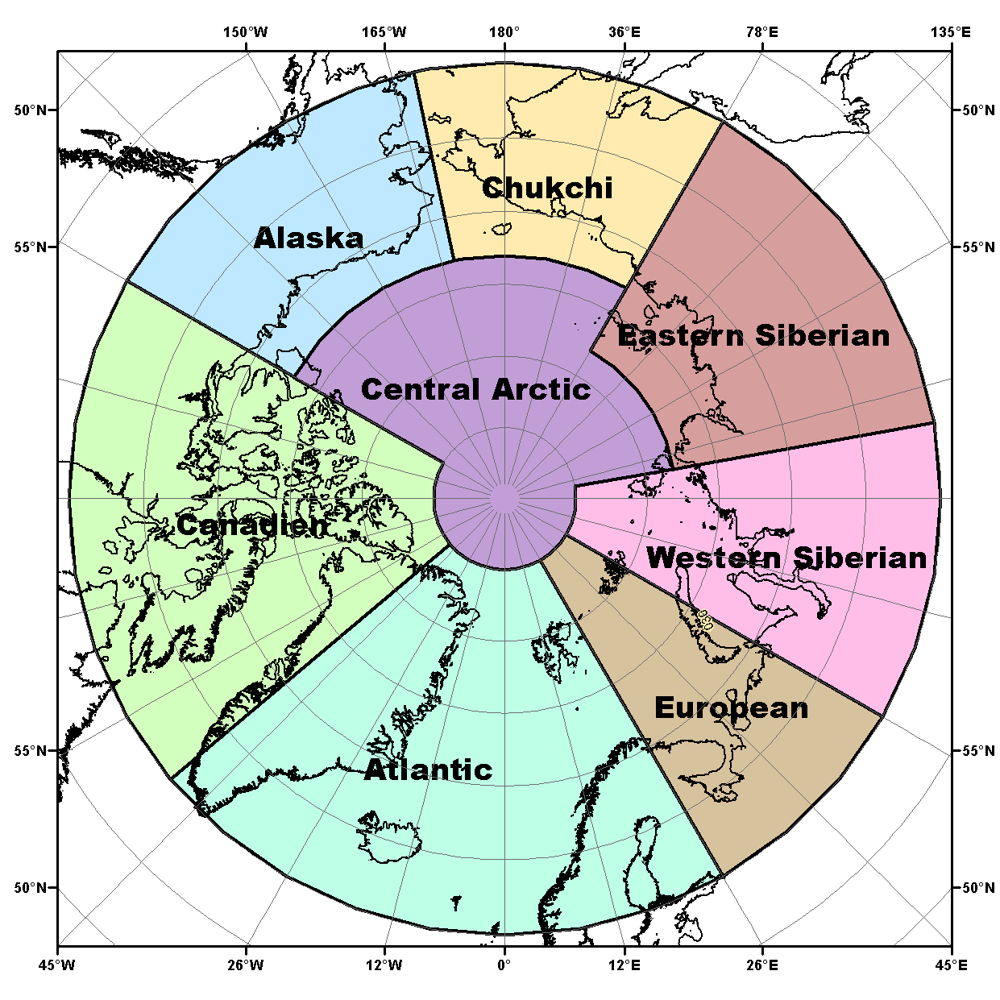 150°W 165°W 180° 36°E 78°E 135°E
50°N 50°N
Chukchi
Alaska
55°N 55°N
Eastern Siberian
Central Arctic
Canadien
Western Siberian
030
European
55°N 55°N
Atlantic
50°N 50°N
45°W 26°W 12°W 0° 12°E 26°E 45°E